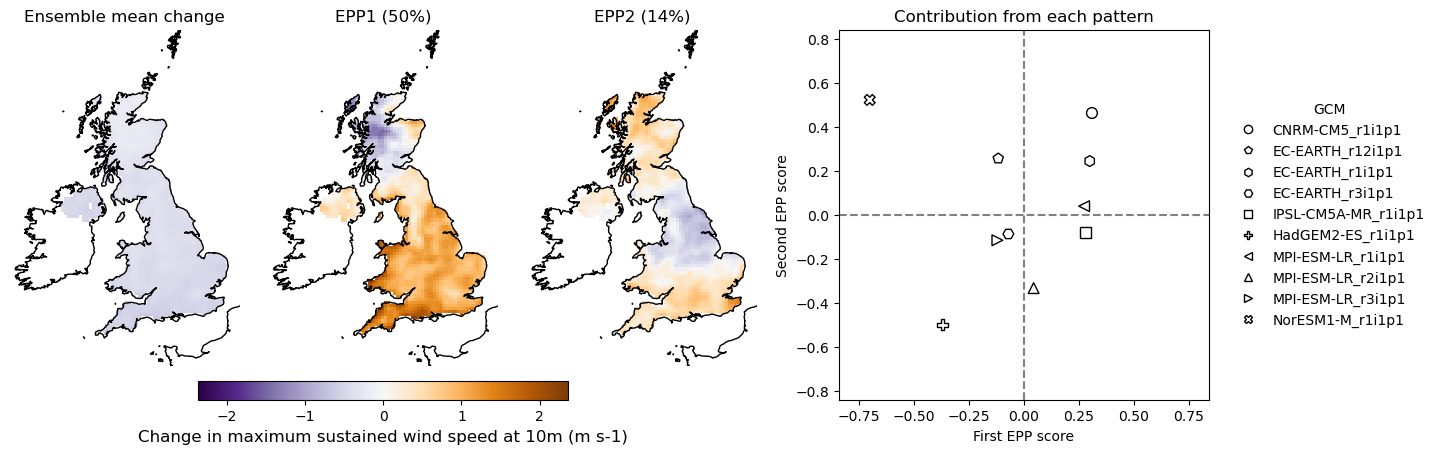 Ensemble mean change
EPP1 (50%)
EPP2 (14%)
−2 −1 0 1 2
Change in maximum sustained wind speed at 10m (m s-1)
Contribution from each pattern
0.8
0.6
0.4
0.2
0.0
−0.2
−0.4
−0.6
−0.8
Second EPP score
−0.75 −0.50 −0.25 0.00 0.25 0.50 0.75
First EPP score
GCM
CNRM-CM5_r1i1p1
EC-EARTH_r12i1p1
EC-EARTH_r1i1p1
EC-EARTH_r3i1p1
IPSL-CM5A-MR_r1i1p1
HadGEM2-ES_r1i1p1
MPI-ESM-LR_r1i1p1
MPI-ESM-LR_r2i1p1
MPI-ESM-LR_r3i1p1
NorESM1-M_r1i1p1